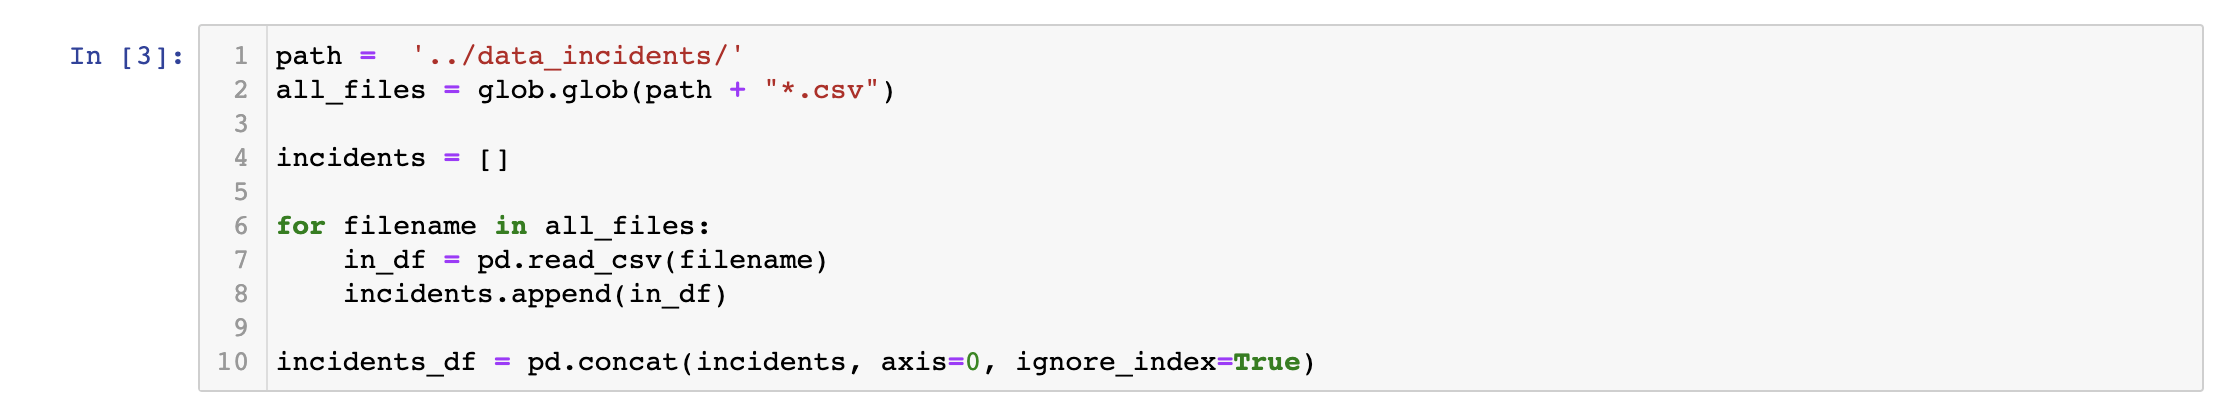 In [3]:
1 path =  '../data_incidents/'
2 all_files = glob.glob(path + "*.csv")
3
4 incidents = []
5
6 for filename in all_files:
7     in_df = pd.read_csv(filename)
8     incidents.append(in_df)
9
10 incidents_df = pd.concat(incidents, axis=0, ignore_index=True)